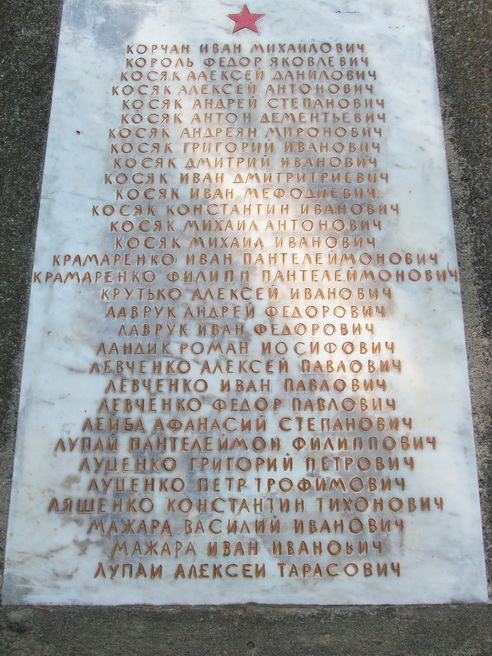 КОРЧАН ИВАН МИХАЙЛОВИЧ
КОРОЛЬ ФЕДОР ЯКОВЛЕВИЧ
КОСЯК АЛЕКСЕЙ ДАНИЛОВИЧ
КОСЯК АЛЕКСЕЙ АНТОНОВИЧ
КОСЯК АНДРЕЙ СТЕПАНОВИЧ
КОСЯК АНТОН ДЕМЕНТЬЕВИЧ
КОСЯК АНДРЕЯН МИРОНОВИЧ
КОСЯК ГРИГОРИЙ ИВАНОВИЧ
КОСЯК ДМИТРИЙ ИВАНОВИЧ
КОСЯК ИВАН ДМИТРИТРИЕВИЧ
КОСЯК ИВАН МЕФОДИЕВИЧ
КОСЯК КОНСТАНТИН ИВАНОВИЧ
КОСЯК МИХАИЛ АНТОНОВИЧ
КОСЯК МИХАИЛ ИВАНОВИЧ
КРАМАРЕНКО ИВАН ПАНТЕЛЕЙМОНОВИЧ
КРАМАРЕНКО ФИЛИПП ПАНТЕЛЕЙМОНОВИЧ
КРУТЬКО АЛЕКСЕЙ ИВАНОВИЧ
ЛАВРУК АНДРЕЙ ФЕДОРОВИЧ
ЛАВРУК ИВАН ФЕДОРОВИЧ
ЛАНДИК РОМАН ИОСИФОВИЧ
ЛЕВЧЕНКО АЛЕКСЕЙ ПАВЛОВИЧ
ЛЕВЧЕНКО ИВАН ПАВЛОВИЧ
ЛЕВЧЕНКО ФЕДОР ПАВЛОВИЧ
ЛЕЙБА АФАНАСИЙ СТЕПАНОВИЧ
ЛУПАЙ ПАНТЕЛЕЙМОН ФИЛИППОВИЧ
ЛУЦЕНКО ГРИГОРИЙ ПЕТРОВИЧ
ЛУЦЕНКО ПЕТР ТРОФИМОВИЧ
ЛЯШЕНКО КОНСТАНТИН ТИХОНОВИЧ
МАЖАРА ВАСИЛИЙ ИВАНОВИЧ
МАЖАРА ИВАН ИВАНОВИЧ
ЛУПАЙ АЛЕКСЕЙ ТАРАСОВИЧ